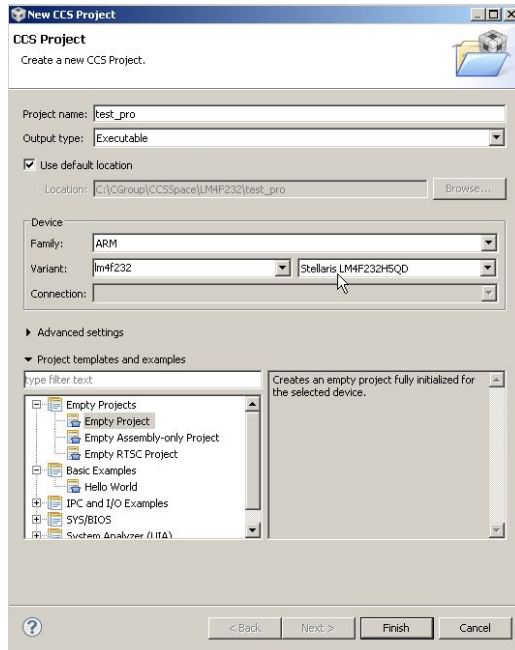 New CCS Project
CCS Project
Create a new CCS Project.
Project name: test_pro
Output type: Executable
Use default location
Location: C:\CGroup\CCSSpace\LM4F232\test_pro Browse...
Device
Family: ARM
Variant: lm4f232 Stellaris LM4F232H5QD
Connection:
Advanced settings
Project templates and examples
type filter text
Empty Projects
Empty Project
Empty Assembly-only Project
Empty RTSC Project
Basic Examples
Hello World
IPC and I/O Examples
SYS/BIOS
System Analyzer (UIA)
Creates an empty project fully initialized for
the selected device.
? < Back Next > Finish Cancel